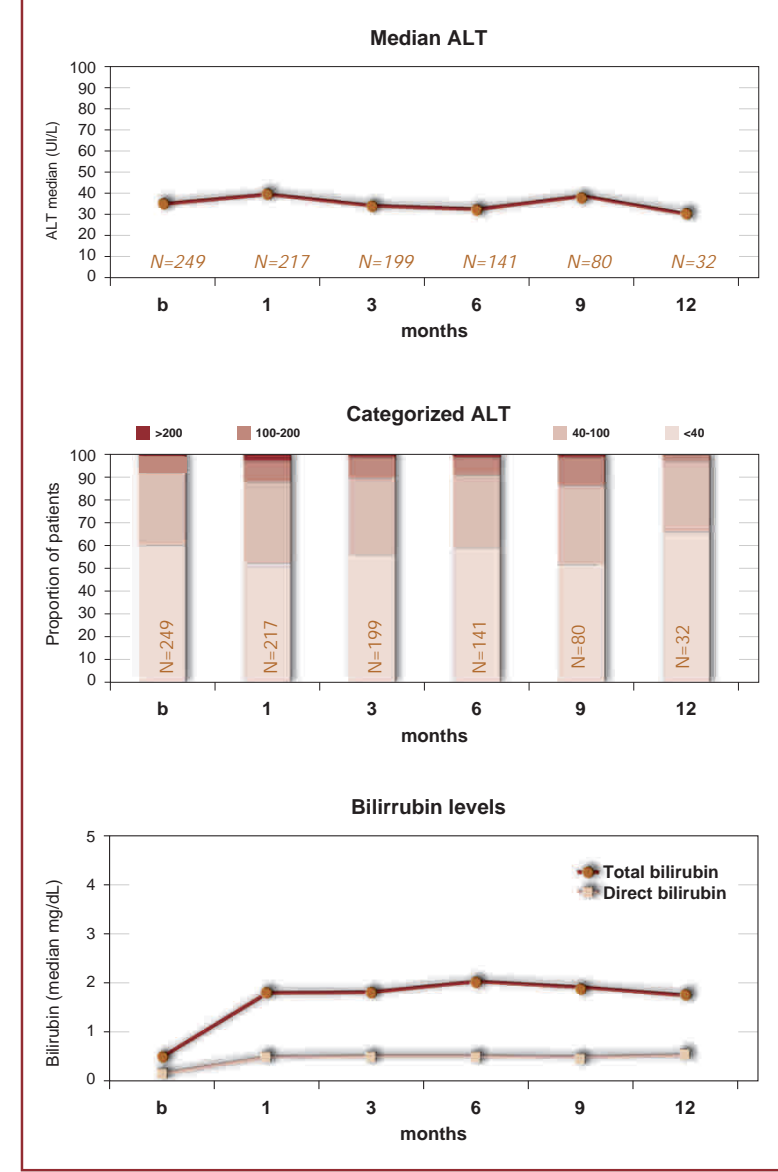 Median ALT
ALT median (UI/L)
100
90
80
70
60
50
40
30
20
10
0
N=249 N=217 N=199 N=141 N=80 N=32
b 1 3 6 9 12
months
Categorized ALT
>200 100-200 40-100 <40
Proportion of patients
100
90
80
70
60
50
40
30
20
10
0
N=249 N=217 N=199 N=141 N=80 N=32
b 1 3 6 9 12
months
Bilirrubin levels
Bilirubin (median mg/dL)
5
4
3
2
1
0
Total bilirubin
Direct bilirubin
b 1 3 6 9 12
months